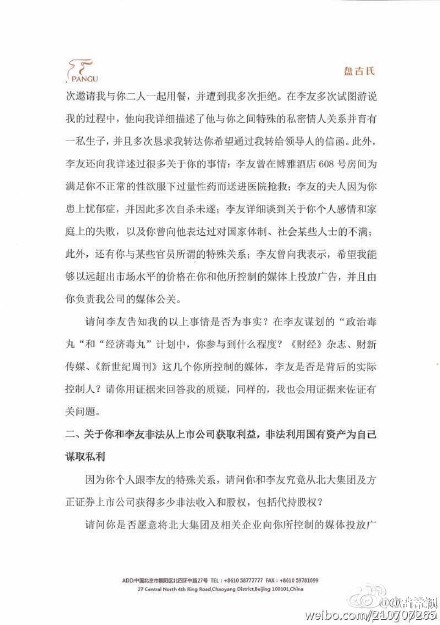 PANGU
盘古氏
次邀请我与你二人一起用餐，并遭到我多次拒绝。在李友多次试图游说
我的过程中，他向我详细描述了他与你之间特殊的私密情人关系并育有
一私生子，并且多次恳求我转达你希望通过我转给领导人的信函。此外，
李友还向我详述过很多关于你的事情：李友曾在博雅酒店 608 号房间为
满足你不正常的性欲服下过量性药而送进医院抢救；李友的夫人因为你
患上忧郁症，并因此多次自杀未遂；李友详细谈到关于你个人感情和家
庭上的失败，以及你曾向他表达过对国家体制、社会某些人士的不满；
此外，还有你与某些官员所谓的特殊关系；李友曾向我表示，希望我能
够以远超出市场水平的价格在你和他所控制的媒体上投放广告，并且由
你负责我公司的媒体公关。
请问李友告知我的以上事情是否为事实？在李友谋划的“政治毒
丸”和“经济毒丸”计划中，你参与到什么程度？《财经》杂志、财新
传媒、《新世纪周刊》这几个你所控制的媒体，李友是否是背后的实际
控制人？请你用证据来回答我的质疑，同样的，我也会用证据来佐证有
关问题。
二、关于你和李友非法从上市公司获取利益，非法利用国有资产为自己
谋取私利
因为你个人跟李友的特殊关系，请问你和李友究竟从北大集团及方
正证券上市公司获得多少非法收入和股权，包括代持股权？
请问你是否愿意将北大集团及相关企业向你所控制的媒体投放广
ADD:中国北京市朝阳区北四环中路27号 TEL:+8610 59777777 FAX:+8610 59781099
27 Central North 4th Ring Road,Chaoyang District,Beijing 100101,China
weibo.com/210707269